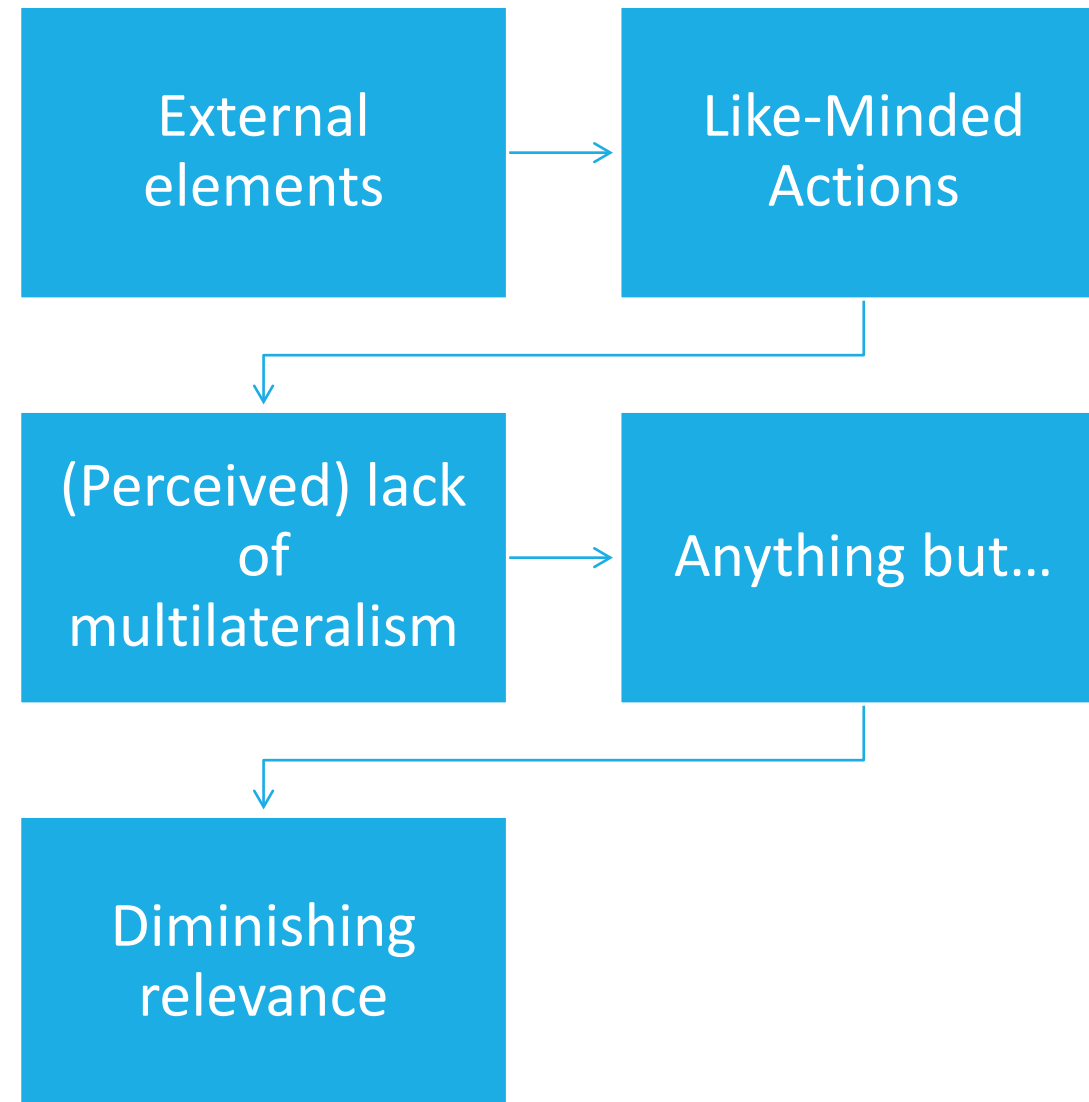 External
elements
Like-Minded
Actions
(Perceived) lack
of
multilateralism
Anything but…
Diminishing
relevance